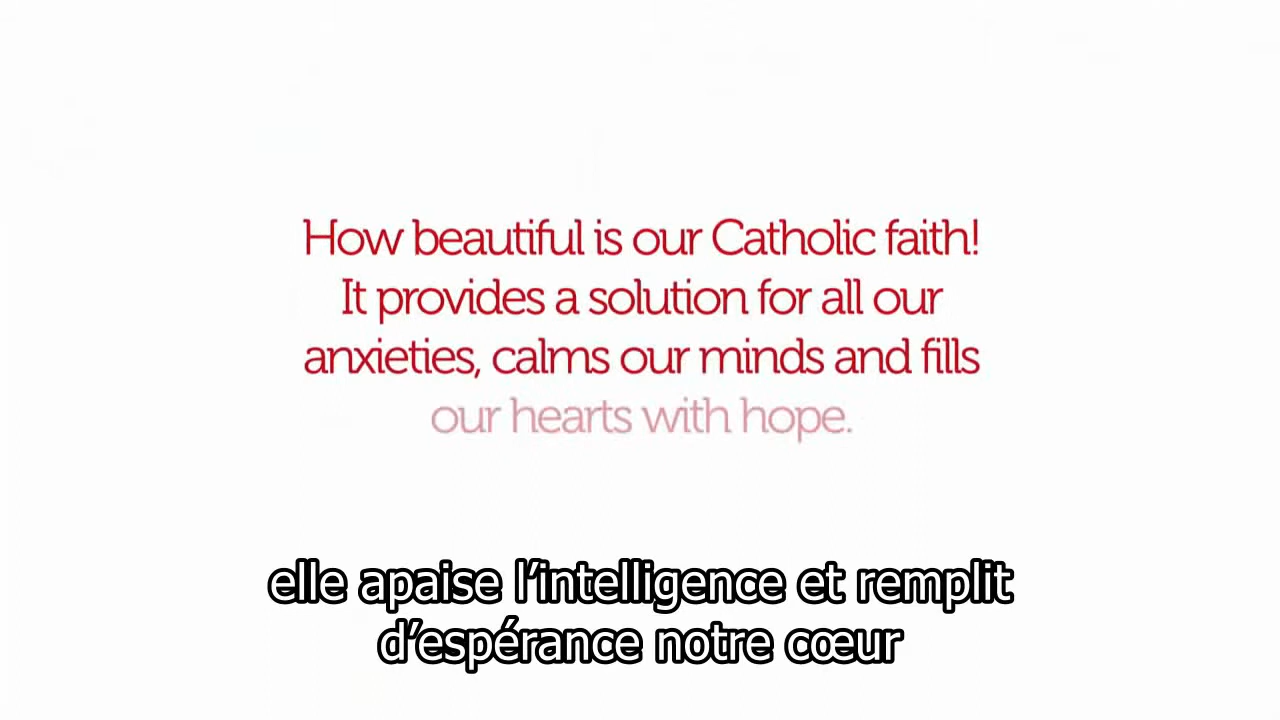 How beautiful is our Catholic faith!
It provides a solution for all our
anxieties, calms our minds and fills
our hearts with hope.
elle apaise l’intelligence et remplit
d’espérance notre cœur